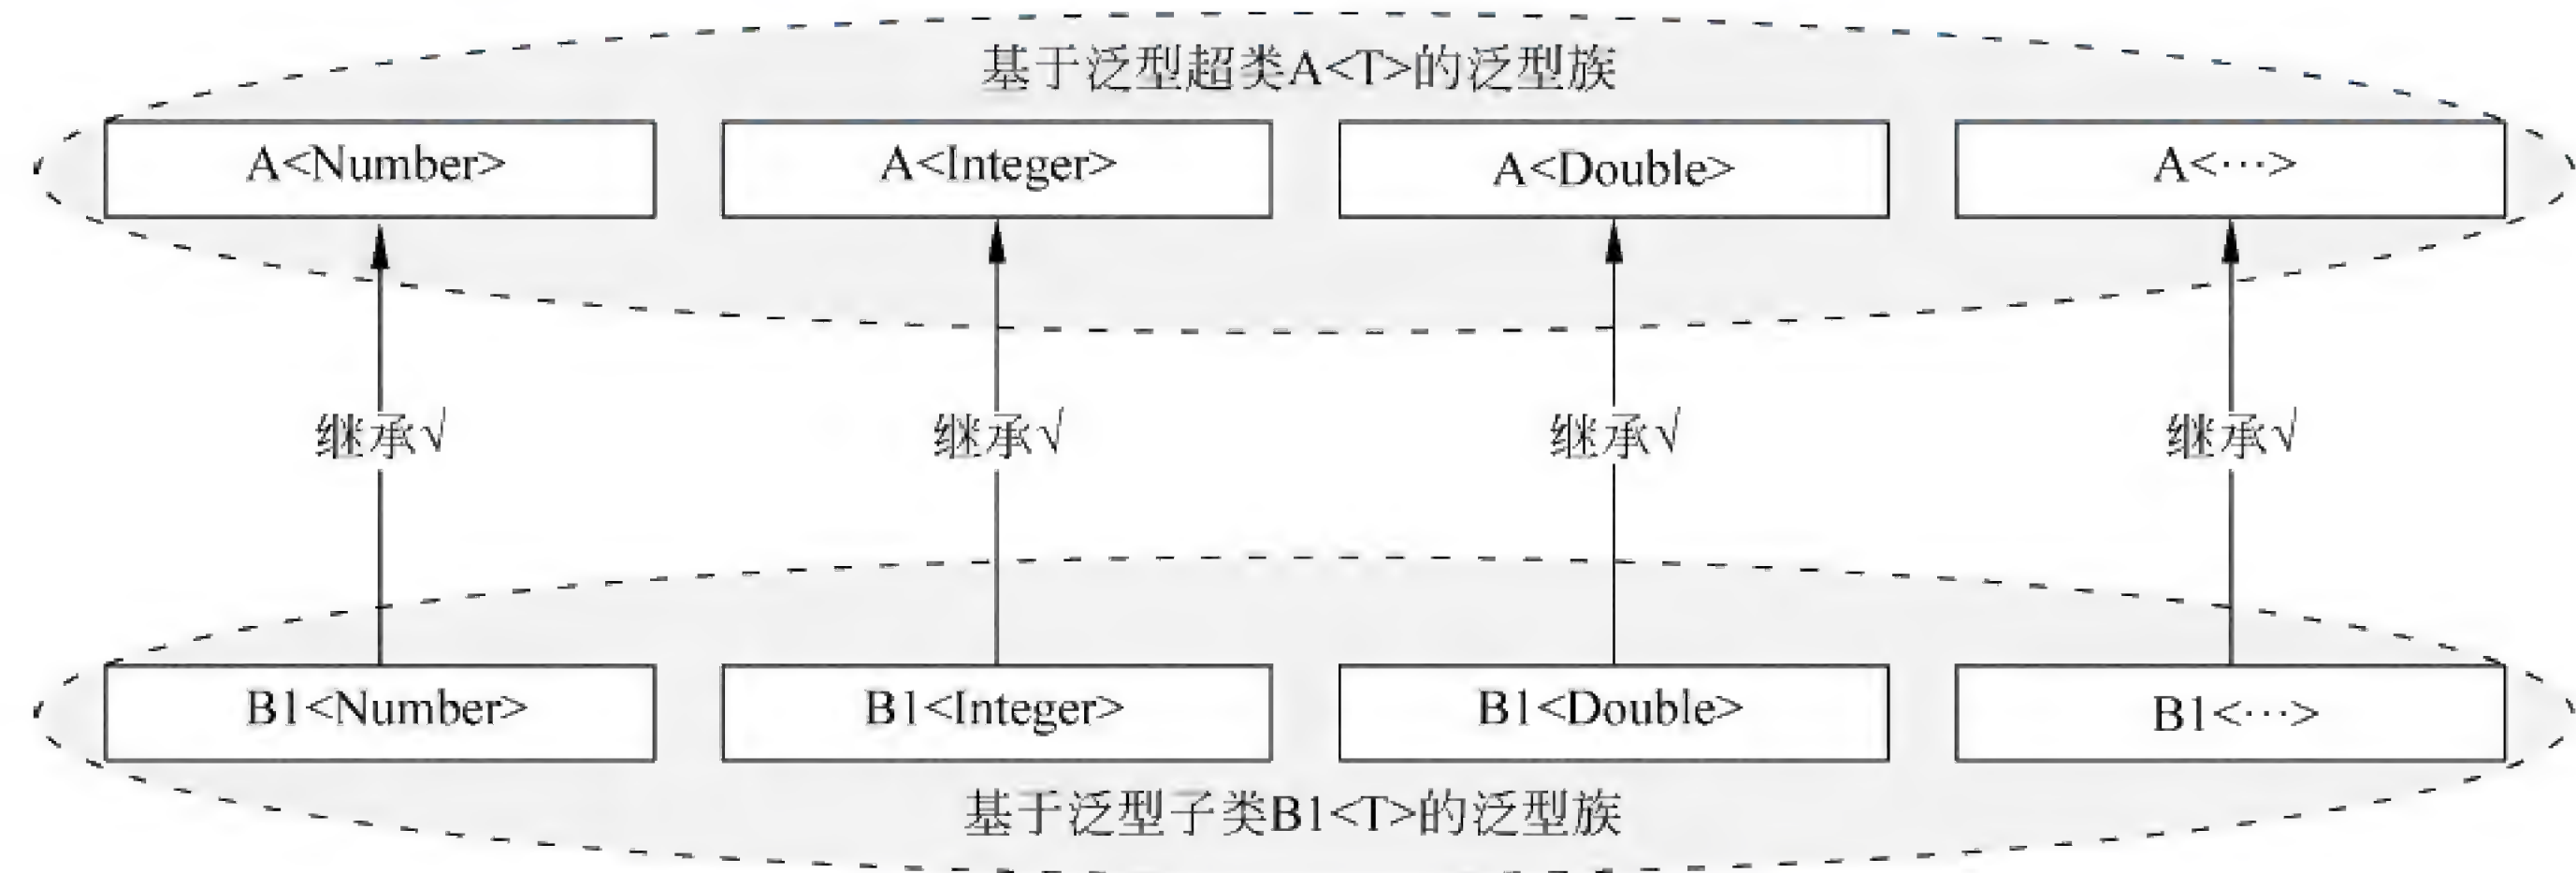 基于泛型超类A<T>的泛型族
A<Number>
A<Integer>
A<Double>
A<…>
继承√
继承√
继承√
继承√
B1<Number>
B1<Integer>
B1<Double>
B1<…>
基于泛型子类B1<T>的泛型族